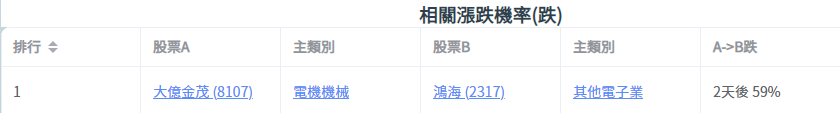 相關漲跌機率(跌)
排行 股票A 主類別 股票B 主類別 A->B跌
1 大億金茂 (8107) 電機機械 鴻海 (2317) 其他電子業 2天後 59%